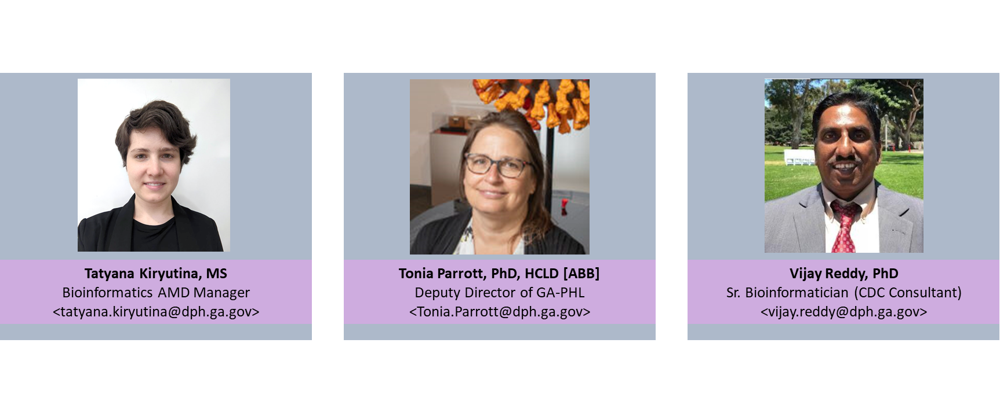 Tatyana Kiryutina, MS
Bioinformatics AMD Manager
<tatyana.kiryutina@dph.ga.gov>
Tonia Parrott, PhD, HCLD [ABB]
Deputy Director of GA-PHL
<Tonia.Parrott@dph.ga.gov>
Vijay Reddy, PhD
Sr. Bioinformatician (CDC Consultant)
<vijay.reddy@dph.ga.gov>